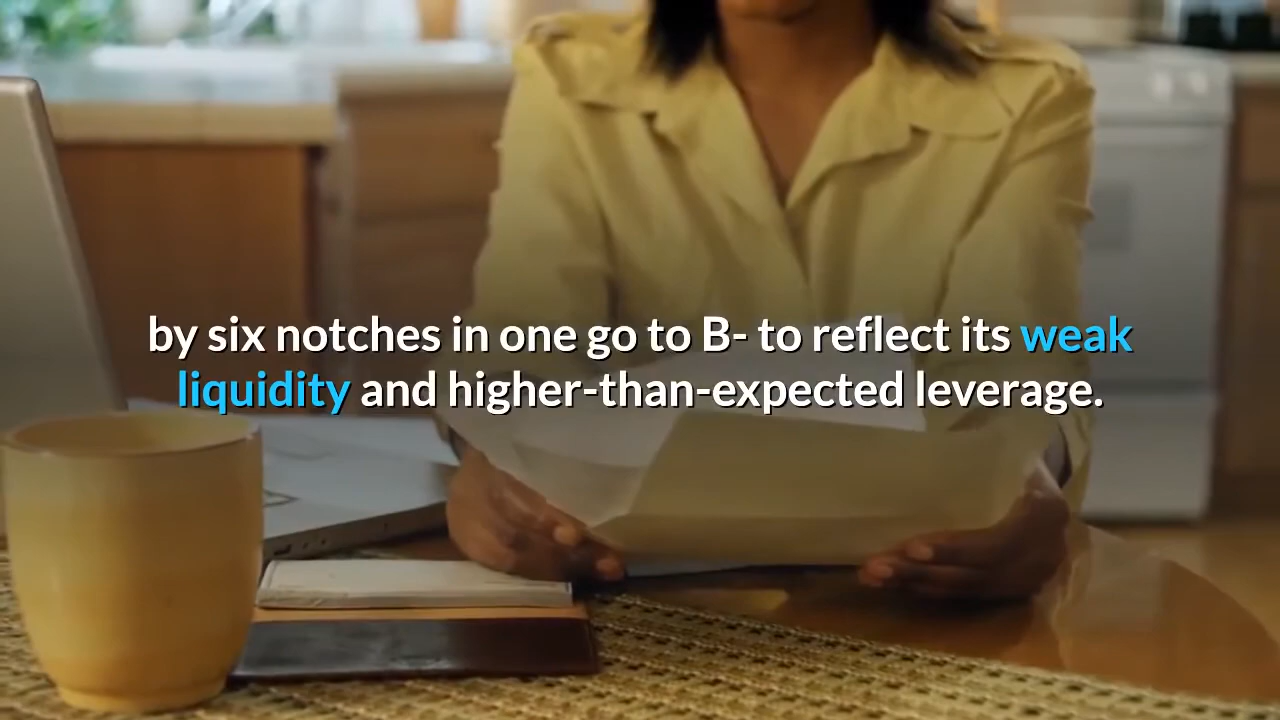 by six notches in one go to B- to reflect its weak
liquidity and higher-than-expected leverage.